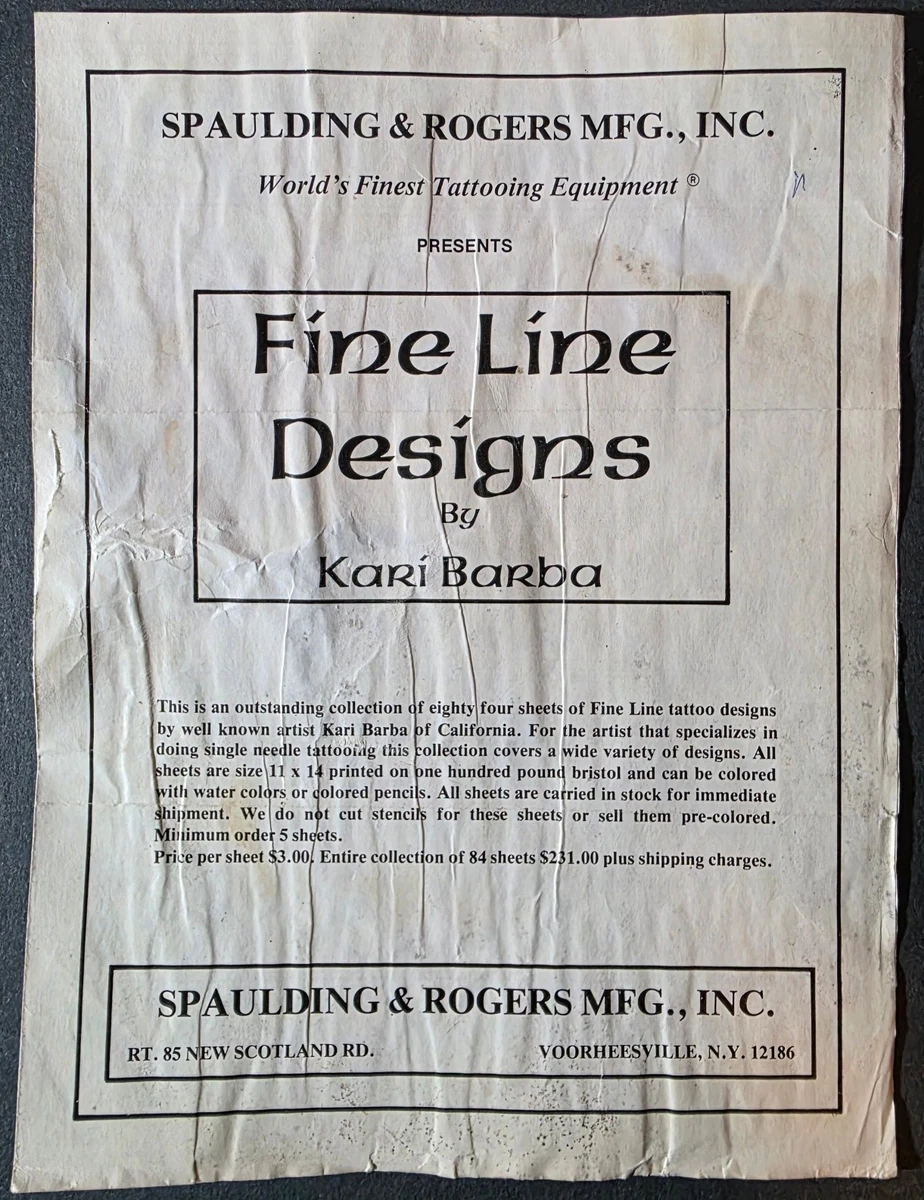 SPAULDING & ROGERS MFG., INC.
World's Finest Tattooing Equipment ®
PRESENTS
Fine Line
Designs
By
Kari Barba
This is an outstanding collection of eighty four sheets of Fine Line tattoo designs
by well known artist Kari Barba of California. For the artist that specializes in
doing single needle tattooing this collection covers a wide variety of designs. All
sheets are size 11 x 14 printed on one hundred pound bristol and can be colored
with water colors or colored pencils. All sheets are carried in stock for immediate
shipment. We do not cut stencils for these sheets or sell them pre-colored.
Minimum order 5 sheets.
Price per sheet $3.00. Entire collection of 84 sheets $231.00 plus shipping charges.
SPAULDING & ROGERS MFG., INC.
RT. 85 NEW SCOTLAND RD. VOORHEESVILLE, N.Y. 12186